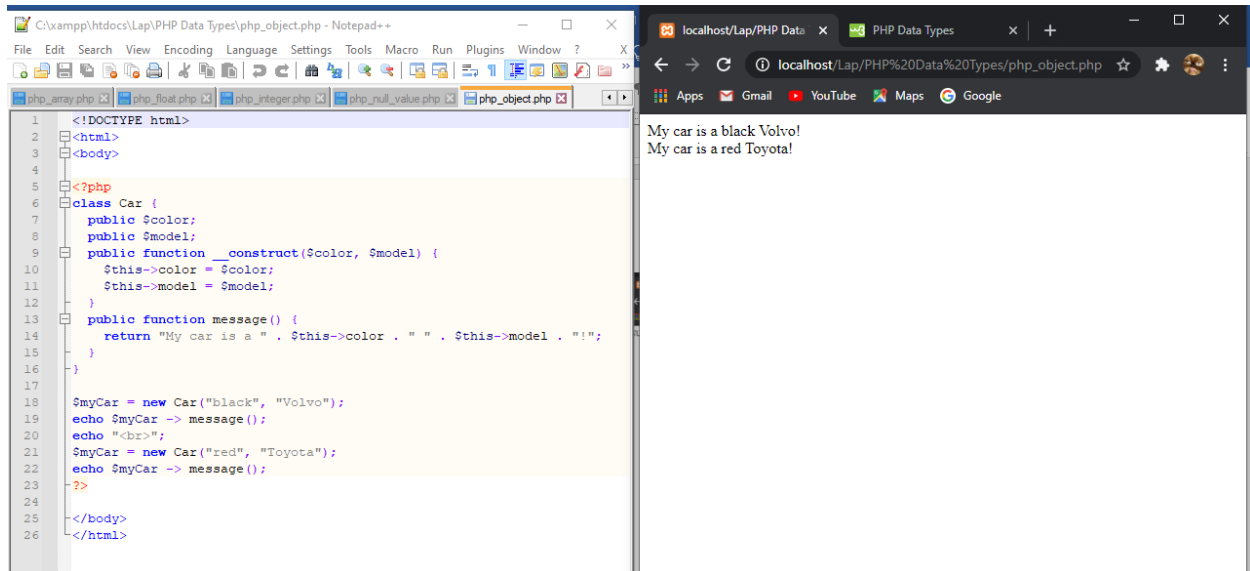 C:\xampp\htdocs\Lap\PHP Data Types\php_object.php - Notepad++
File Edit Search View Encoding Language Settings Tools Macro Run Plugins Window ? X
php_array.php php_float.php php_integer.php php_null_value.php php_object.php
1 <!DOCTYPE html>
2 <html>
3 <body>
4
5 <?php
6 class Car {
7 public $color;
8 public $model;
9 public function __construct($color, $model) {
10 $this->color = $color;
11 $this->model = $model;
12 }
13 public function message() {
14 return "My car is a " . $this->color . " " . $this->model . "!";
15 }
16 }
17
18 $myCar = new Car("black", "Volvo");
19 echo $myCar -> message();
20 echo "<br>";
21 $myCar = new Car("red", "Toyota");
22 echo $myCar -> message();
23 ?>
24
25 </body>
26 </html>
localhost/Lap/PHP Data PHP Data Types
localhost/Lap/PHP%20Data%20Types/php_object.php
Apps Gmail YouTube Maps Google
My car is a black Volvo!
My car is a red Toyota!